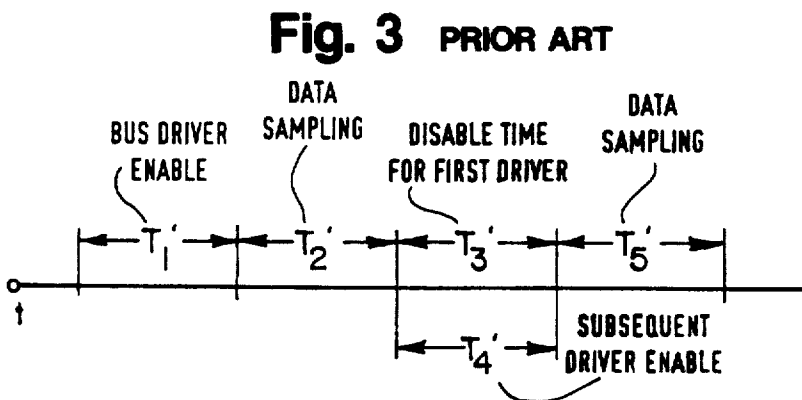 Fig. 3 PRIOR ART
BUS DRIVER
ENABLE
DATA
SAMPLING
DISABLE TIME
FOR FIRST DRIVER
DATA
SAMPLING
T1' T2' T3' T5'
t
T4'
SUBSEQUENT
DRIVER ENABLE